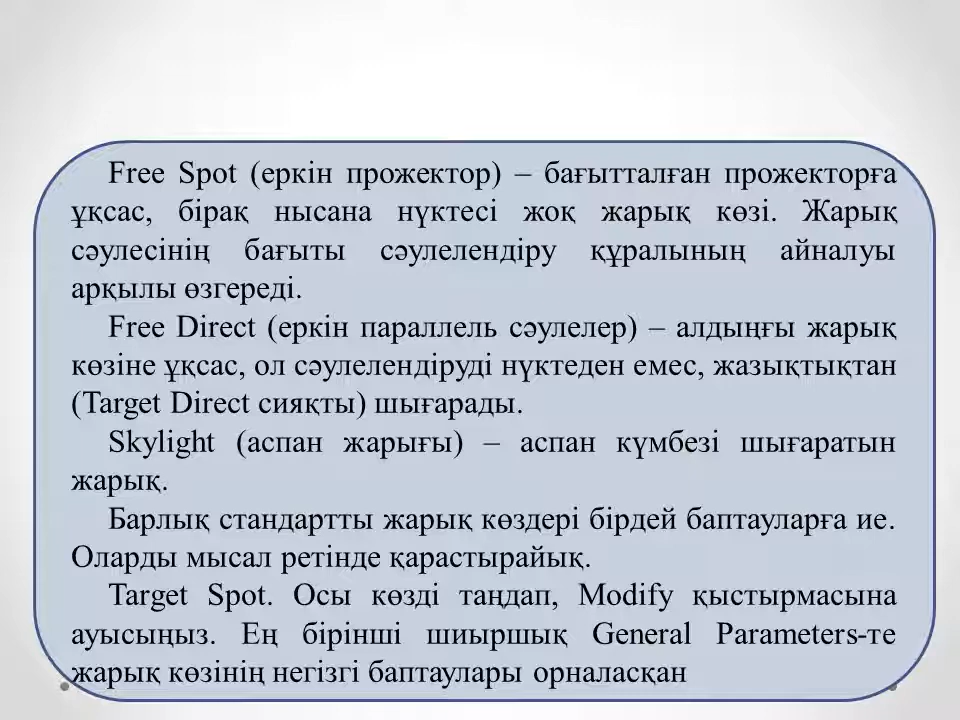 Free Spot (еркін прожектор) – бағытталған прожекторға
ұқсас, бірақ нысана нүктесі жоқ жарық көзі. Жарық
сәулесінің бағыты сәулелендіру құралының айналуы
арқылы өзгереді.
Free Direct (еркін параллель сәулелер) – алдыңғы жарық
көзіне ұқсас, ол сәулелендіруді нүктеден емес, жазықтықтан
(Target Direct сияқты) шығарады.
Skylight (аспан жарығы) – аспан күмбезі шығаратын
жарық.
Барлық стандартты жарық көздері бірдей баптауларға ие.
Оларды мысал ретінде қарастырайық.
Target Spot. Осы көзді таңдап, Modify қыстырмасына
ауысыңыз. Ең бірінші шиыршық General Parameters-те
жарық көзінің негізгі баптаулары орналасқан